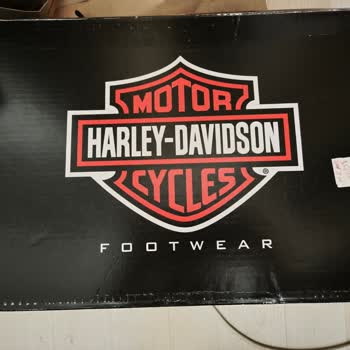 MOTOR
HARLEY-DAVIDSON
CYCLES
®
FOOTWEAR